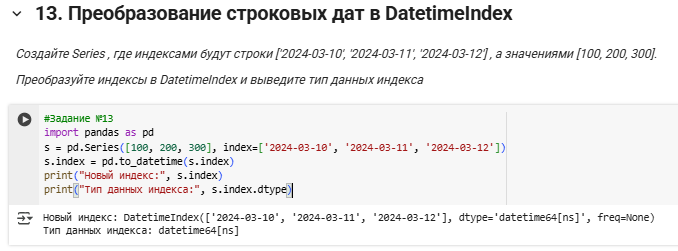 13. Преобразование строковых дат в DatetimeIndex
Создайте Series , где индексами будут строки ['2024-03-10', '2024-03-11', '2024-03-12'] , а значениями [100, 200, 300].
Преобразуйте индексы в DatetimeIndex и выведите тип данных индекса
#Задание №13
import pandas as pd
s = pd.Series([100, 200, 300], index=['2024-03-10', '2024-03-11', '2024-03-12'])
s.index = pd.to_datetime(s.index)
print("Новый индекс:", s.index)
print("Тип данных индекса:", s.index.dtype)
Новый индекс: DatetimeIndex(['2024-03-10', '2024-03-11', '2024-03-12'], dtype='datetime64[ns]', freq=None)
Тип данных индекса: datetime64[ns]